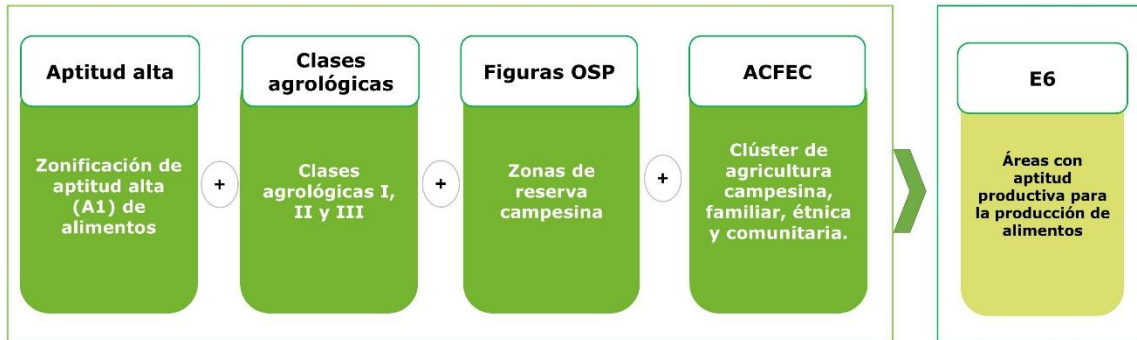 Aptitud alta
Zonificación de
aptitud alta
(A1) de
alimentos
+
Clases
agrológicas
Clases
agrológicas I,
II y III
+
Figuras OSP
Zonas de
reserva
campesina
+
ACFEC
Clúster de
agricultura
campesina,
familiar, étnica
y comunitaria.
E6
Áreas con
aptitud
productiva para
la producción de
alimentos